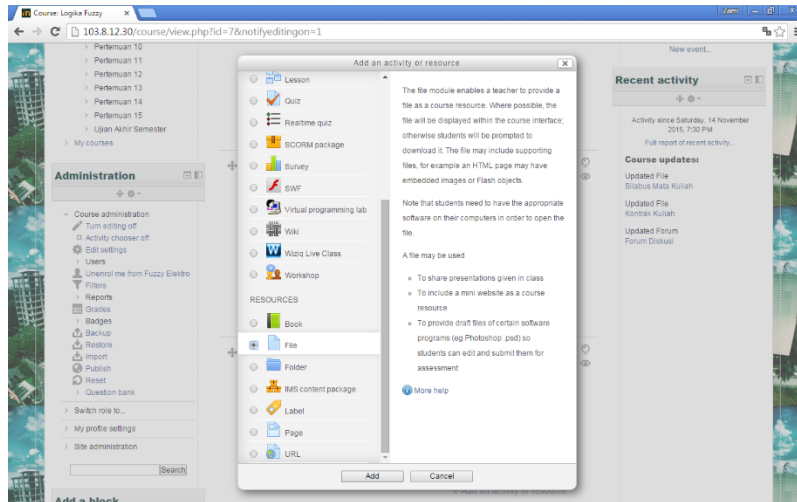 Course: Logika Fuzzy
Zaeni
103.8.12.30/course/view.php?id=7&notifyeditingon=1
Pertemuan 10
Pertemuan 11
Pertemuan 12
Pertemuan 13
Pertemuan 14
Pertemuan 15
Ujian Akhir Semester
My courses
Administration
Course administration
Turn editing off
Activity chooser off
Edit settings
Users
Unenrol me from Fuzzy Elektro
Filters
Reports
Grades
Badges
Backup
Restore
Import
Publish
Reset
Question bank
Switch role to...
My profile settings
Site administration
Search
Add a block
Add an activity or resource
Lesson
Quiz
Realtime quiz
SCORM package
Survey
SWF
Virtual programming lab
Wiki
Wiziq Live Class
Workshop
RESOURCES
Book
File
Folder
IMS content package
Label
Page
URL
The file module enables a teacher to provide a
file as a course resource. Where possible, the
file will be displayed within the course interface;
otherwise students will be prompted to
download it. The file may include supporting
files, for example an HTML page may have
embedded images or Flash objects.
Note that students need to have the appropriate
software on their computers in order to open the
file.
A file may be used
To share presentations given in class
To include a mini website as a course
resource
To provide draft files of certain software
programs (eg Photoshop .psd) so
students can edit and submit them for
assessment
More help
Add
Cancel
Add an activity or resource
New event...
Recent activity
Activity since Saturday, 14 November
2015, 7:30 PM
Full report of recent activity...
Course updates:
Updated File
Silabus Mata Kuliah
Updated File
Kontrak Kuliah
Updated Forum
Forum Diskusi